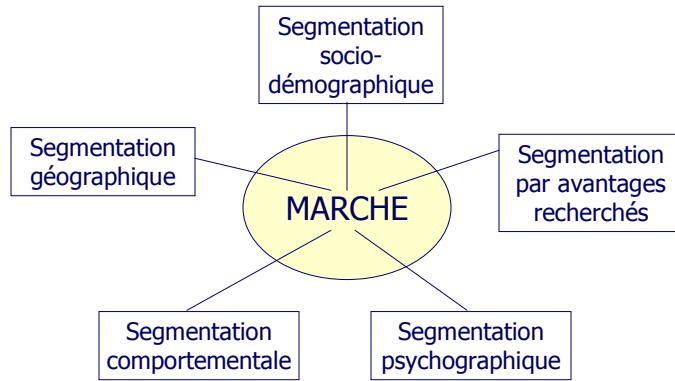 Segmentation
socio-
démographique
Segmentation
géographique
Segmentation
par avantages
recherchés
MARCHE
Segmentation
comportementale
Segmentation
psychographique